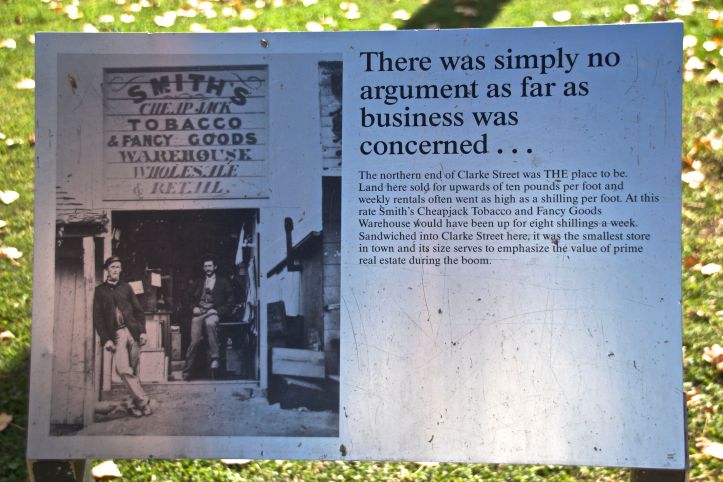 SMITH'S
CHEAP JACK
TOBACCO
& FANCY GOODS
WAREHOUSE
WHOLESALE
& RETAIL.
There was simply no
argument as far as
business was
concerned . . .
The northern end of Clarke Street was THE place to be.
Land here sold for upwards of ten pounds per foot and
weekly rentals often went as high as a shilling per foot. At this
rate Smith's Cheapjack Tobacco and Fancy Goods
Warehouse would have been up for eight shillings a week.
Sandwiched into Clarke Street here, it was the smallest store
in town and its size serves to emphasize the value of prime
real estate during the boom.